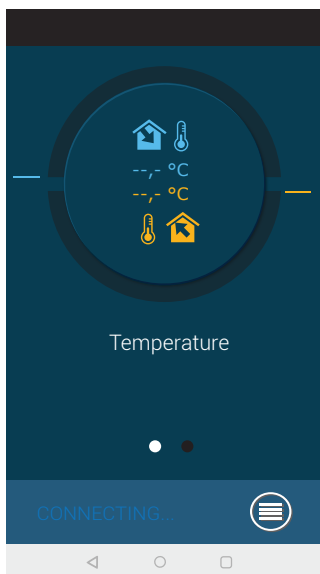 --,- °C
--,- °C
Temperature
CONNECTING...